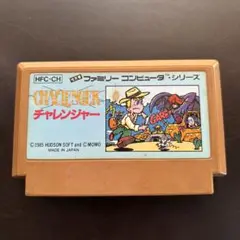 HFC-CH
ファミリー コンピュータ・シリーズ
CHALLENGER
チャレンジャー
©1985 HUDSON SOFT and ©MOMO
MADE IN JAPAN